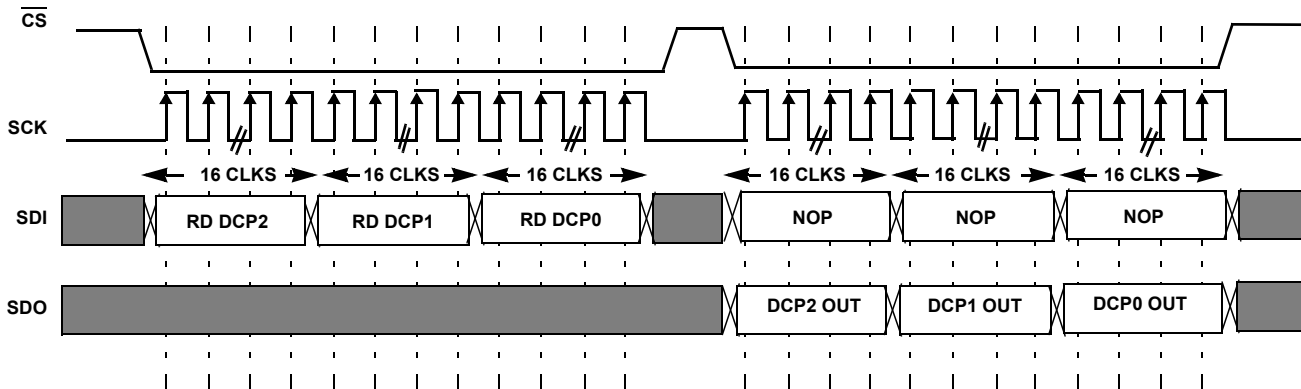 CS
SCK
16 CLKS 16 CLKS 16 CLKS 16 CLKS 16 CLKS 16 CLKS
SDI RD DCP2 RD DCP1 RD DCP0 NOP NOP NOP
SDO DCP2 OUT DCP1 OUT DCP0 OUT